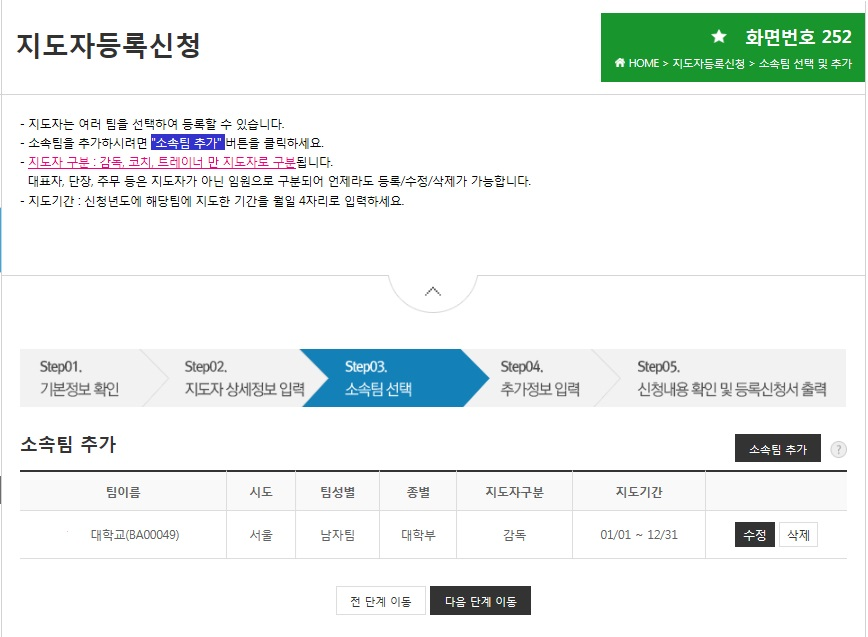 지도자등록신청
★ 화면번호 252
HOME > 지도자등록신청 > 소속팀 선택 및 추가
- 지도자는 여러 팀을 선택하여 등록할 수 있습니다.
- 소속팀을 추가하시려면 "소속팀 추가" 버튼을 클릭하세요.
- 지도자 구분 : 감독, 코치, 트레이너 만 지도자로 구분됩니다.
대표자, 단장, 주무 등은 지도자가 아닌 임원으로 구분되어 언제라도 등록/수정/삭제가 가능합니다.
- 지도기간 : 신청년도에 해당팀에 지도한 기간을 월일 4자리로 입력하세요.
Step01. Step02. Step03. Step04. Step05.
기본정보 확인 지도자 상세정보 입력 소속팀 선택 추가정보 입력 신청내용 확인 및 등록신청서 출력
소속팀 추가 소속팀 추가 ?
팀이름 시도 팀성별 종별 지도자구분 지도기간
대학교(BA00049) 서울 남자팀 대학부 감독 01/01 ~ 12/31 수정 삭제
전 단계 이동 다음 단계 이동